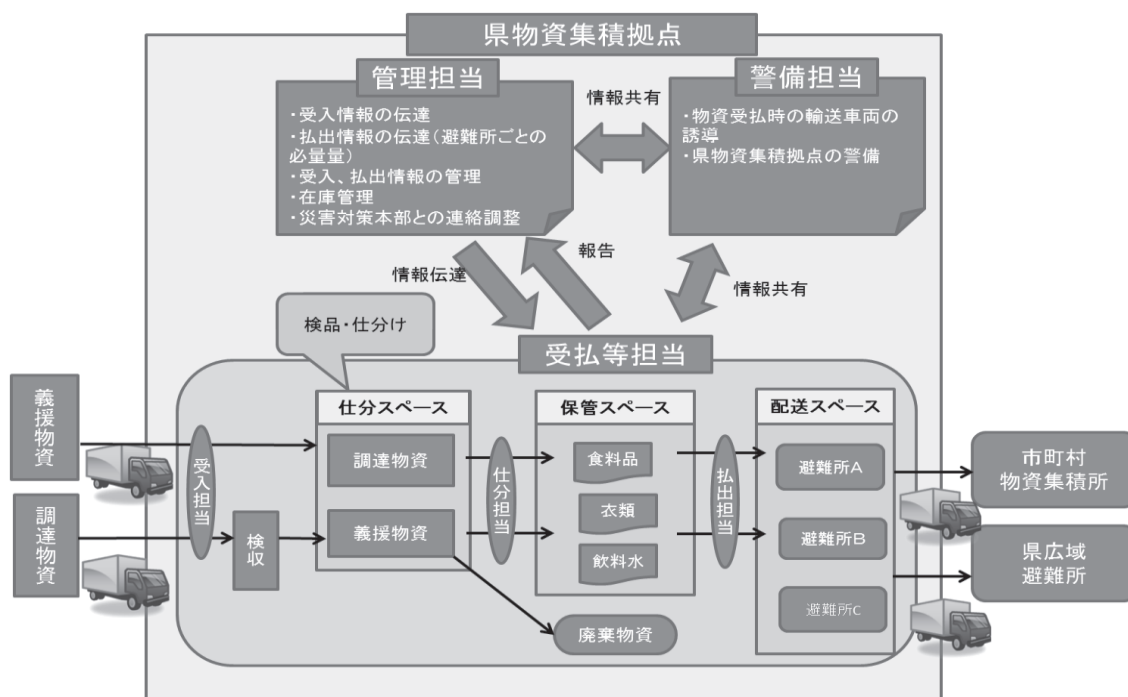 県物資集積拠点
管理担当
・受入情報の伝達
・払出情報の伝達(避難所ごとの
必量量)
・受入、払出情報の管理
・在庫管理
・災害対策本部との連絡調整
情報共有
警備担当
・物資受払時の輸送車両の
誘導
・県物資集積拠点の警備
情報伝達
報告
情報共有
検品・仕分け
受払等担当
義援物資
調達物資
受入担当
検収
仕分スペース
調達物資
義援物資
仕分担当
保管スペース
食料品
衣類
飲料水
廃棄物資
払出担当
配送スペース
避難所A
避難所B
避難所C
市町村
物資集積所
県広域
避難所